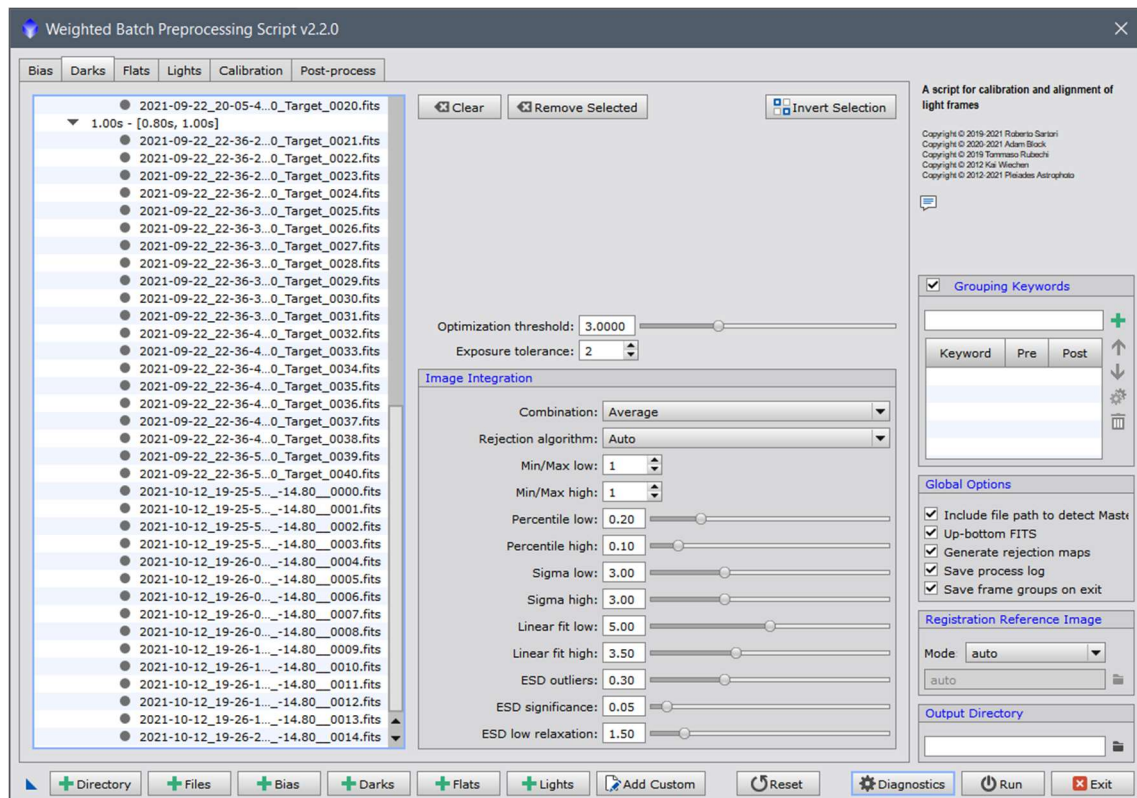 Weighted Batch Preprocessing Script v2.2.0
Bias Darks Flats Lights Calibration Post-process
2021-09-22_20-05-4...0_Target_0020.fits
1.00s - [0.80s, 1.00s]
2021-09-22_22-36-2...0_Target_0021.fits
2021-09-22_22-36-2...0_Target_0022.fits
2021-09-22_22-36-2...0_Target_0023.fits
2021-09-22_22-36-2...0_Target_0024.fits
2021-09-22_22-36-3...0_Target_0025.fits
2021-09-22_22-36-3...0_Target_0026.fits
2021-09-22_22-36-3...0_Target_0027.fits
2021-09-22_22-36-3...0_Target_0028.fits
2021-09-22_22-36-3...0_Target_0029.fits
2021-09-22_22-36-3...0_Target_0030.fits
2021-09-22_22-36-3...0_Target_0031.fits
2021-09-22_22-36-4...0_Target_0032.fits
2021-09-22_22-36-4...0_Target_0033.fits
2021-09-22_22-36-4...0_Target_0034.fits
2021-09-22_22-36-4...0_Target_0035.fits
2021-09-22_22-36-4...0_Target_0036.fits
2021-09-22_22-36-4...0_Target_0037.fits
2021-09-22_22-36-4...0_Target_0038.fits
2021-09-22_22-36-5...0_Target_0039.fits
2021-09-22_22-36-5...0_Target_0040.fits
2021-10-12_19-25-5..._-14.80__0000.fits
2021-10-12_19-25-5..._-14.80__0001.fits
2021-10-12_19-25-5..._-14.80__0002.fits
2021-10-12_19-25-5..._-14.80__0003.fits
2021-10-12_19-26-0..._-14.80__0004.fits
2021-10-12_19-26-0..._-14.80__0005.fits
2021-10-12_19-26-0..._-14.80__0006.fits
2021-10-12_19-26-0..._-14.80__0007.fits
2021-10-12_19-26-0..._-14.80__0008.fits
2021-10-12_19-26-1..._-14.80__0009.fits
2021-10-12_19-26-1..._-14.80__0010.fits
2021-10-12_19-26-1..._-14.80__0011.fits
2021-10-12_19-26-1..._-14.80__0012.fits
2021-10-12_19-26-1..._-14.80__0013.fits
2021-10-12_19-26-2..._-14.80__0014.fits
Clear Remove Selected Invert Selection
Optimization threshold: 3.0000
Exposure tolerance: 2
Image Integration
Combination: Average
Rejection algorithm: Auto
Min/Max low: 1
Min/Max high: 1
Percentile low: 0.20
Percentile high: 0.10
Sigma low: 3.00
Sigma high: 3.00
Linear fit low: 5.00
Linear fit high: 3.50
ESD outliers: 0.30
ESD significance: 0.05
ESD low relaxation: 1.50
A script for calibration and alignment of
light frames
Copyright © 2019-2021 Roberto Sartori
Copyright © 2020-2021 Adam Block
Copyright © 2019 Tommaso Rubechi
Copyright © 2012 Kai Wiechen
Copyright © 2012-2021 Pleiades Astrophoto
Grouping Keywords
Keyword Pre Post
Global Options
Include file path to detect Maste
Up-bottom FITS
Generate rejection maps
Save process log
Save frame groups on exit
Registration Reference Image
Mode auto
auto
Output Directory
Directory Files Bias Darks Flats Lights Add Custom Reset Diagnostics Run Exit